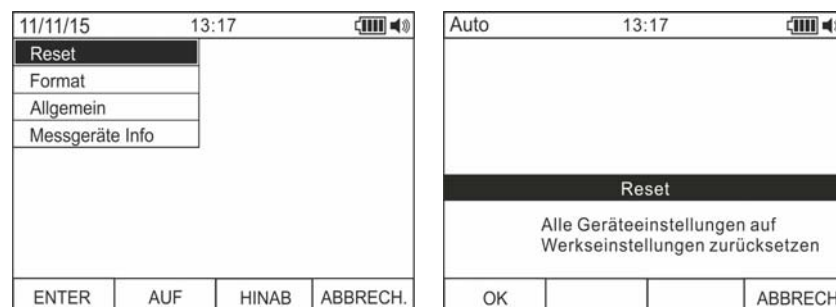 11/11/15 13:17
Reset
Format
Allgemein
Messgeräte Info
ENTER AUF HINAB ABBRECH.
Auto 13:17
Reset
Alle Geräteeinstellungen auf
Werkseinstellungen zurücksetzen
OK ABBRECH